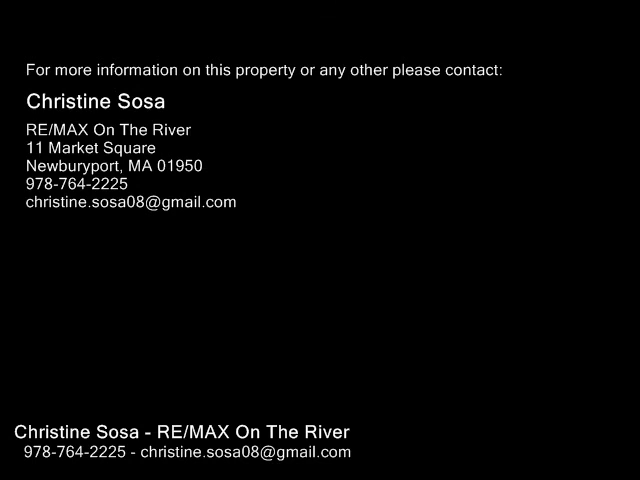 For more information on this property or any other please contact:
Christine Sosa
RE/MAX On The River
11 Market Square
Newburyport, MA 01950
978-764-2225
christine.sosa08@gmail.com
Christine Sosa - RE/MAX On The River
978-764-2225 - christine.sosa08@gmail.com